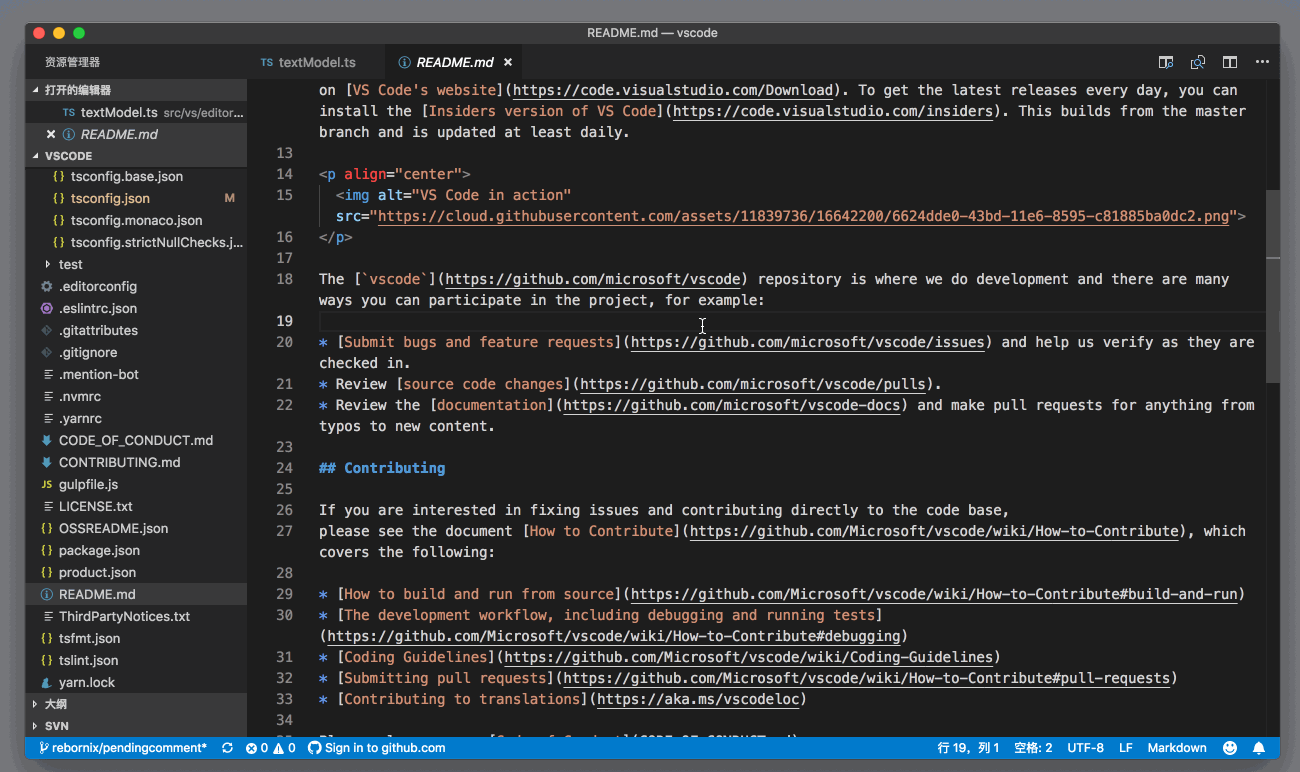 README.md — vscode
资源管理器
TS textModel.ts
README.md ×
打开的编辑器
TS textModel.ts src/vs/editor...
× README.md
VSCODE
{} tsconfig.base.json
{} tsconfig.json M
{} tsconfig.monaco.json
{} tsconfig.strictNullChecks.j...
test
.editorconfig
.eslintrc.json
.gitattributes
.gitignore
.mention-bot
.nvmrc
.yarnrc
CODE_OF_CONDUCT.md
CONTRIBUTING.md
JS gulpfile.js
LICENSE.txt
{} OSSREADME.json
{} package.json
{} product.json
README.md
ThirdPartyNotices.txt
{} tsfmt.json
{} tslint.json
yarn.lock
大纲
SVN
on [VS Code's website](https://code.visualstudio.com/Download). To get the latest releases every day, you can
install the [Insiders version of VS Code](https://code.visualstudio.com/insiders). This builds from the master
branch and is updated at least daily.
13
14 <p align="center">
15 <img alt="VS Code in action"
src="https://cloud.githubusercontent.com/assets/11839736/16642200/6624dde0-43bd-11e6-8595-c81885ba0dc2.png">
16 </p>
17
18 The [`vscode`](https://github.com/microsoft/vscode) repository is where we do development and there are many
ways you can participate in the project, for example:
19
20 * [Submit bugs and feature requests](https://github.com/microsoft/vscode/issues) and help us verify as they are
checked in.
21 * Review [source code changes](https://github.com/microsoft/vscode/pulls).
22 * Review the [documentation](https://github.com/microsoft/vscode-docs) and make pull requests for anything from
typos to new content.
23
24 ## Contributing
25
26 If you are interested in fixing issues and contributing directly to the code base,
27 please see the document [How to Contribute](https://github.com/Microsoft/vscode/wiki/How-to-Contribute), which
covers the following:
28
29 * [How to build and run from source](https://github.com/Microsoft/vscode/wiki/How-to-Contribute#build-and-run)
30 * [The development workflow, including debugging and running tests]
(https://github.com/Microsoft/vscode/wiki/How-to-Contribute#debugging)
31 * [Coding Guidelines](https://github.com/Microsoft/vscode/wiki/Coding-Guidelines)
32 * [Submitting pull requests](https://github.com/Microsoft/vscode/wiki/How-to-Contribute#pull-requests)
33 * [Contributing to translations](https://aka.ms/vscodeloc)
34
rebornix/pendingcomment* 0 0 Sign in to github.com 行 19，列 1 空格: 2 UTF-8 LF Markdown